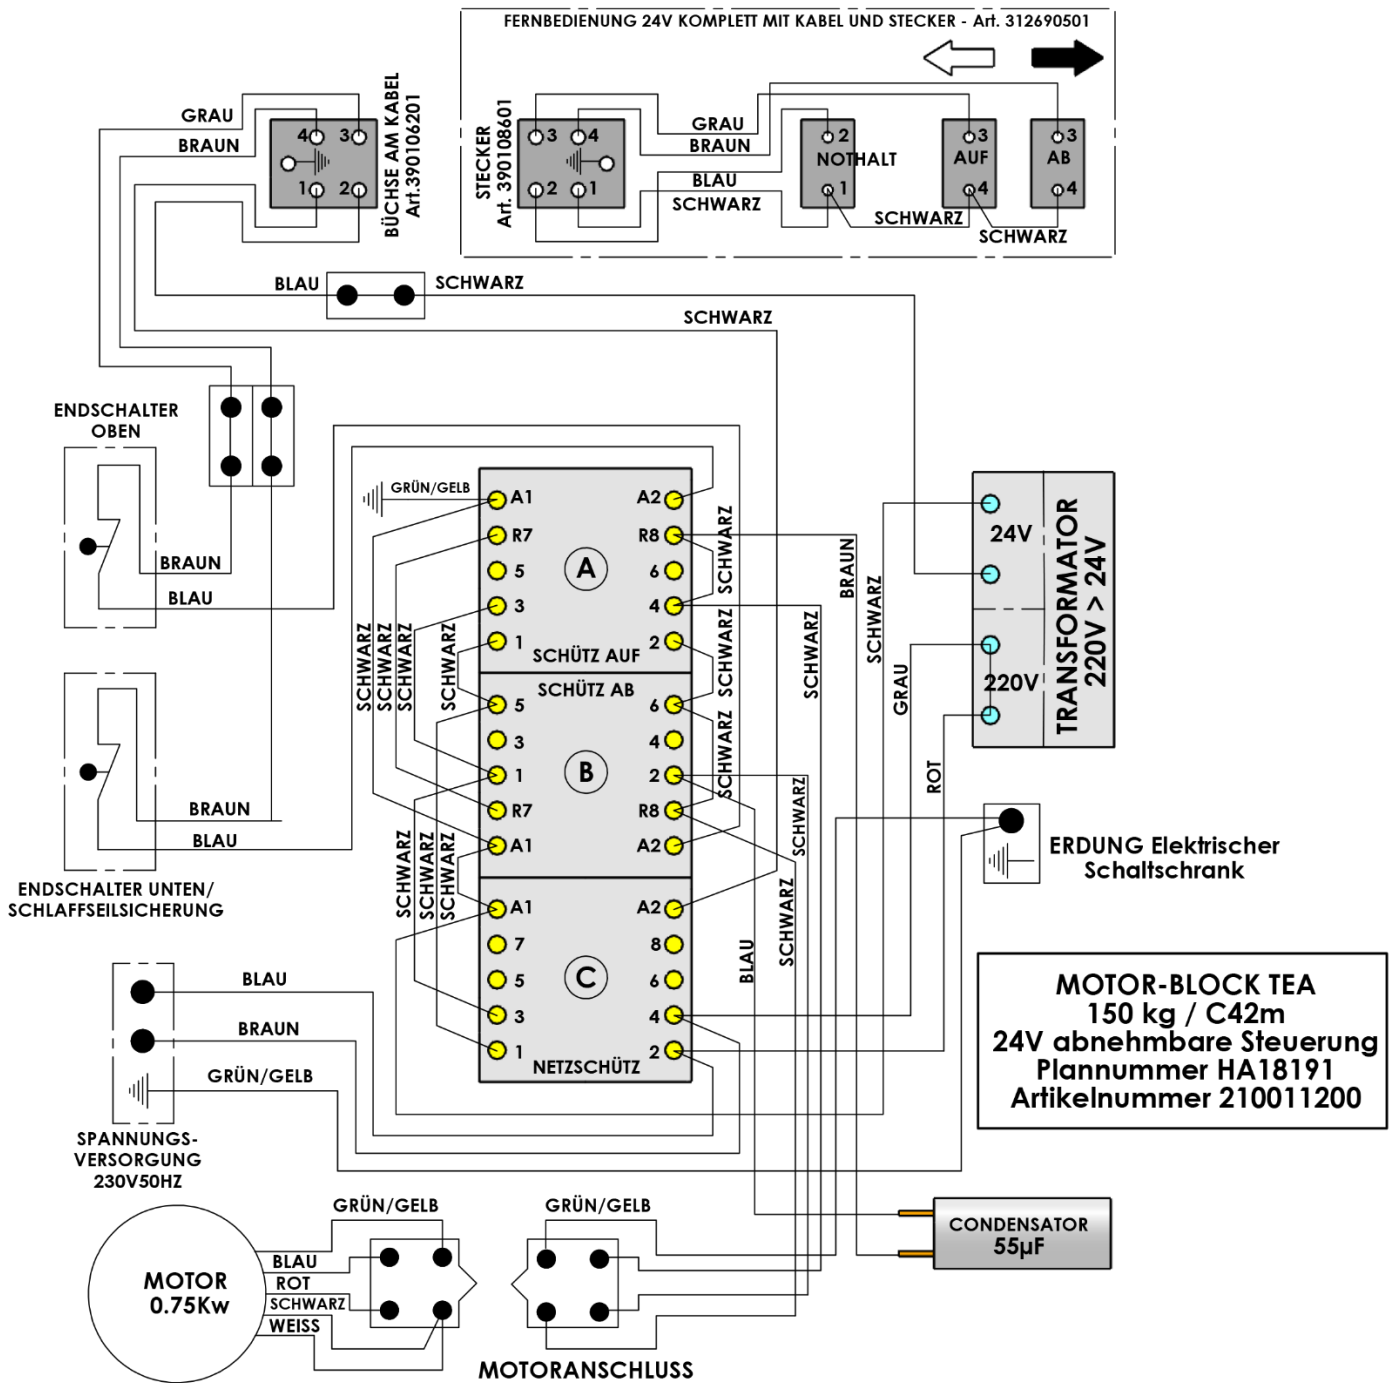 FERNBEDIENUNG 24V KOMPLETT MIT KABEL UND STECKER - Art. 312690501
GRAU
BRAUN
4
3
1
2
BÜCHSE AM KABEL
Art.390106201
STECKER
Art. 390108601
3
4
2
1
GRAU
BRAUN
BLAU
SCHWARZ
2
NOTHALT
1
3
AUF
4
3
AB
4
SCHWARZ
SCHWARZ
BLAU
SCHWARZ
SCHWARZ
ENDSCHALTER
OBEN
BRAUN
BLAU
BRAUN
BLAU
ENDSCHALTER UNTEN/
SCHLAFFSEILSICHERUNG
GRÜN/GELB
A1
A2
R7
R8
5
A
6
3
4
1
2
SCHÜTZ AUF
SCHÜTZ AB
5
6
3
4
1
B
2
R7
R8
A1
A2
A1
A2
7
8
5
C
6
3
4
1
2
NETZSCHÜTZ
SCHWARZ
SCHWARZ
SCHWARZ
SCHWARZ
SCHWARZ
SCHWARZ
SCHWARZ
SCHWARZ
SCHWARZ
SCHWARZ
SCHWARZ
SCHWARZ
SCHWARZ
BLAU
BRAUN
SCHWARZ
GRAU
ROT
24V
220V
TRANSFORMATOR
220V > 24V
ERDUNG Elektrischer
Schaltschrank
BLAU
BRAUN
GRÜN/GELB
SPANNUNGS-
VERSORGUNG
230V50HZ
MOTOR-BLOCK TEA
150 kg / C42m
24V abnehmbare Steuerung
Plannummer HA18191
Artikelnummer 210011200
GRÜN/GELB
BLAU
ROT
SCHWARZ
WEISS
MOTOR
0.75Kw
GRÜN/GELB
MOTORANSCHLUSS
CONDENSATOR
55µF